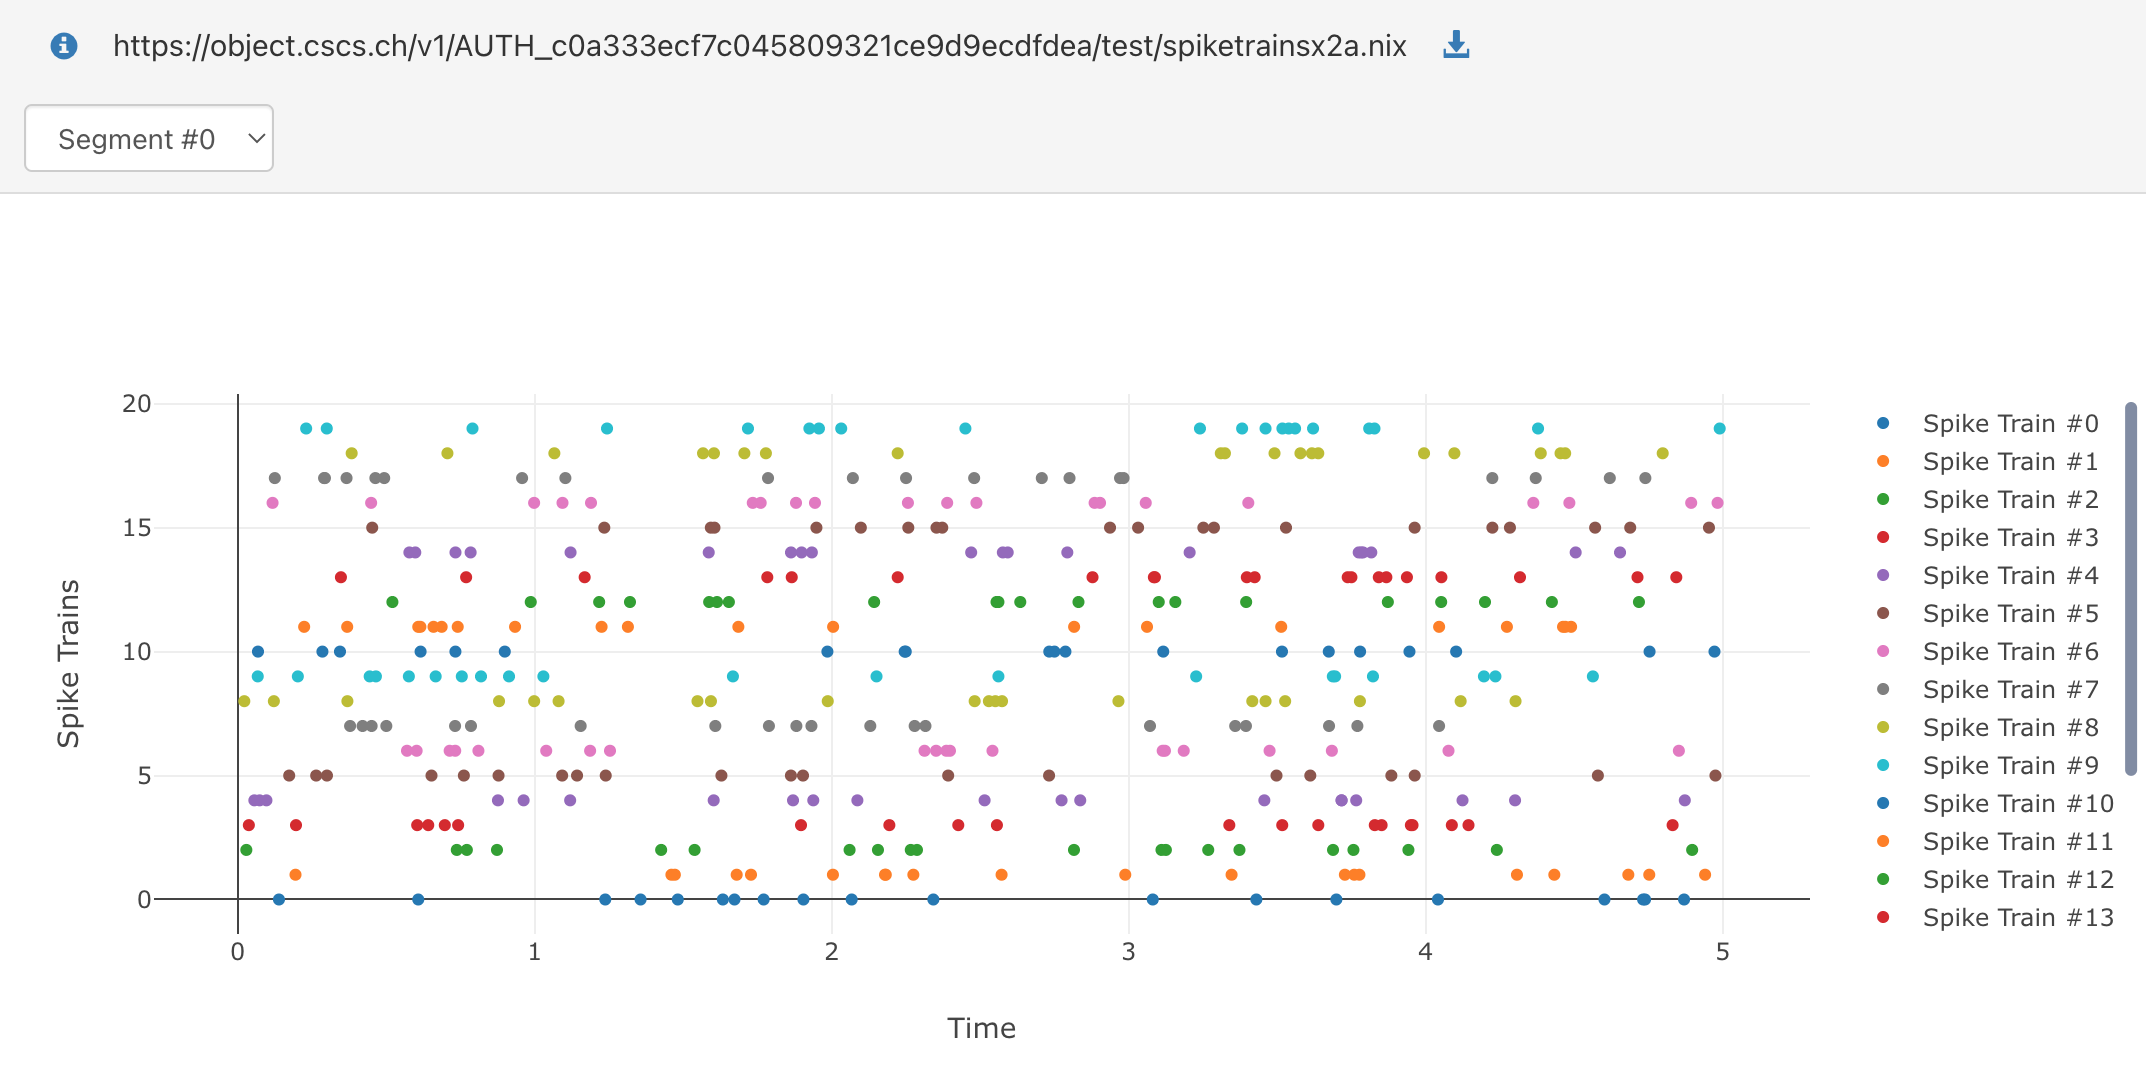 https://object.cscs.ch/v1/AUTH_c0a333ecf7c045809321ce9d9ecdfdea/test/spiketrainsx2a.nix
Segment #0
20
15
10
5
0
Spike Trains
0 1 2 3 4 5
Time
Spike Train #0
Spike Train #1
Spike Train #2
Spike Train #3
Spike Train #4
Spike Train #5
Spike Train #6
Spike Train #7
Spike Train #8
Spike Train #9
Spike Train #10
Spike Train #11
Spike Train #12
Spike Train #13